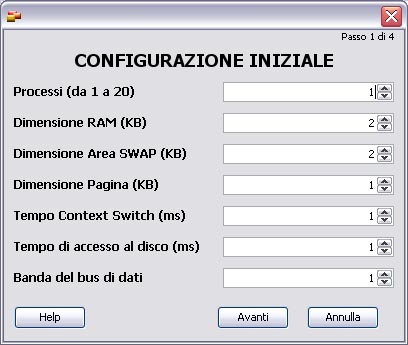 Passo 1 di 4
CONFIGURAZIONE INIZIALE
Processi (da 1 a 20) 1
Dimensione RAM (KB) 2
Dimensione Area SWAP (KB) 2
Dimensione Pagina (KB) 1
Tempo Context Switch (ms) 1
Tempo di accesso al disco (ms) 1
Banda del bus di dati 1
Help Avanti Annulla